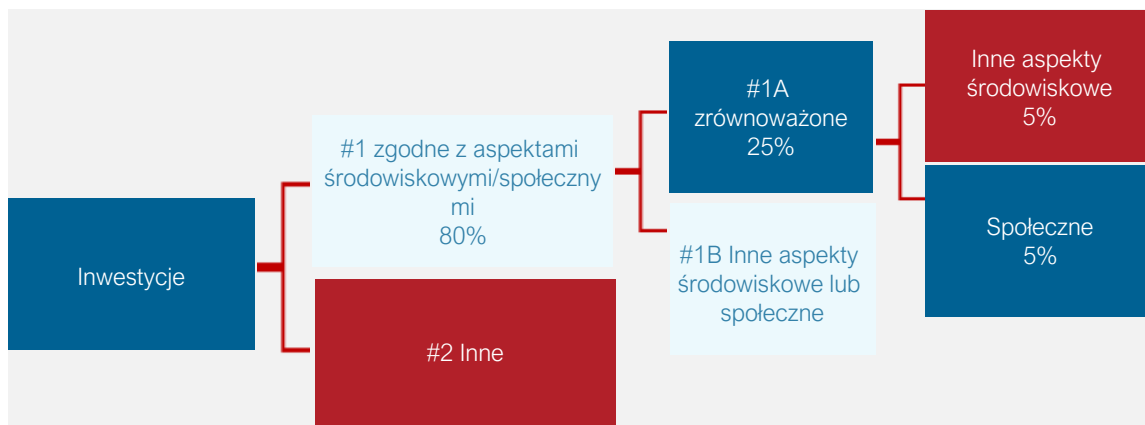 Inwestycje
#1 zgodne z aspektami
środowiskowymi/społeczny
mi
80%
#2 Inne
#1A
zrównoważone
25%
#1B Inne aspekty
środowiskowe lub
społeczne
Inne aspekty
środowiskowe
5%
Społeczne
5%